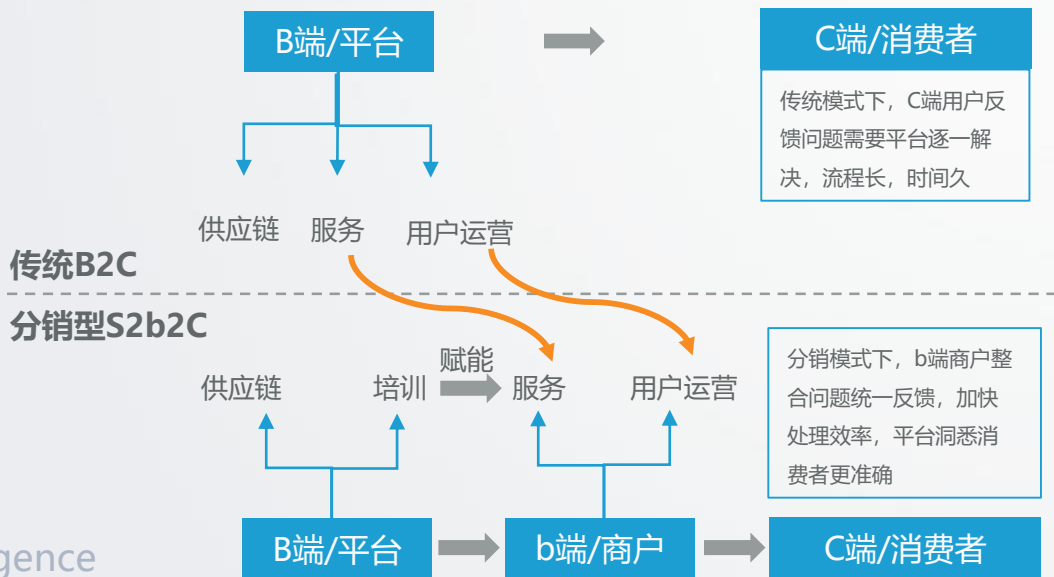 B端/平台
C端/消费者
传统模式下，C端用户反
馈问题需要平台逐一解
决，流程长，时间久
供应链
服务
用户运营
传统B2C
分销型S2b2C
供应链
培训
赋能
服务
用户运营
分销模式下，b端商户整
合问题统一反馈，加快
处理效率，平台洞悉消
费者更准确
B端/平台
b端/商户
C端/消费者
gence